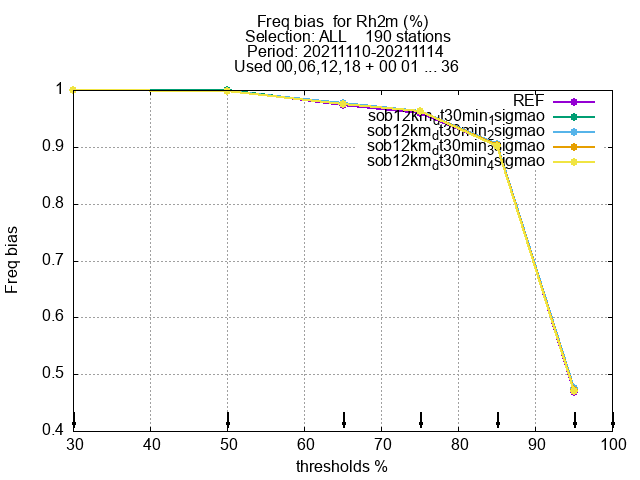 Freq bias  for Rh2m (%)
Selection: ALL    190 stations
Period: 20211110-20211114
Used 00,06,12,18 + 00 01 ... 36
REF
sob12km_dt30min_1sigmao
sob12km_dt30min_2sigmao
sob12km_dt30min_3sigmao
sob12km_dt30min_4sigmao
1
0.9
0.8
0.7
0.6
0.5
0.4
Freq bias
30 40 50 60 70 80 90 100
thresholds %